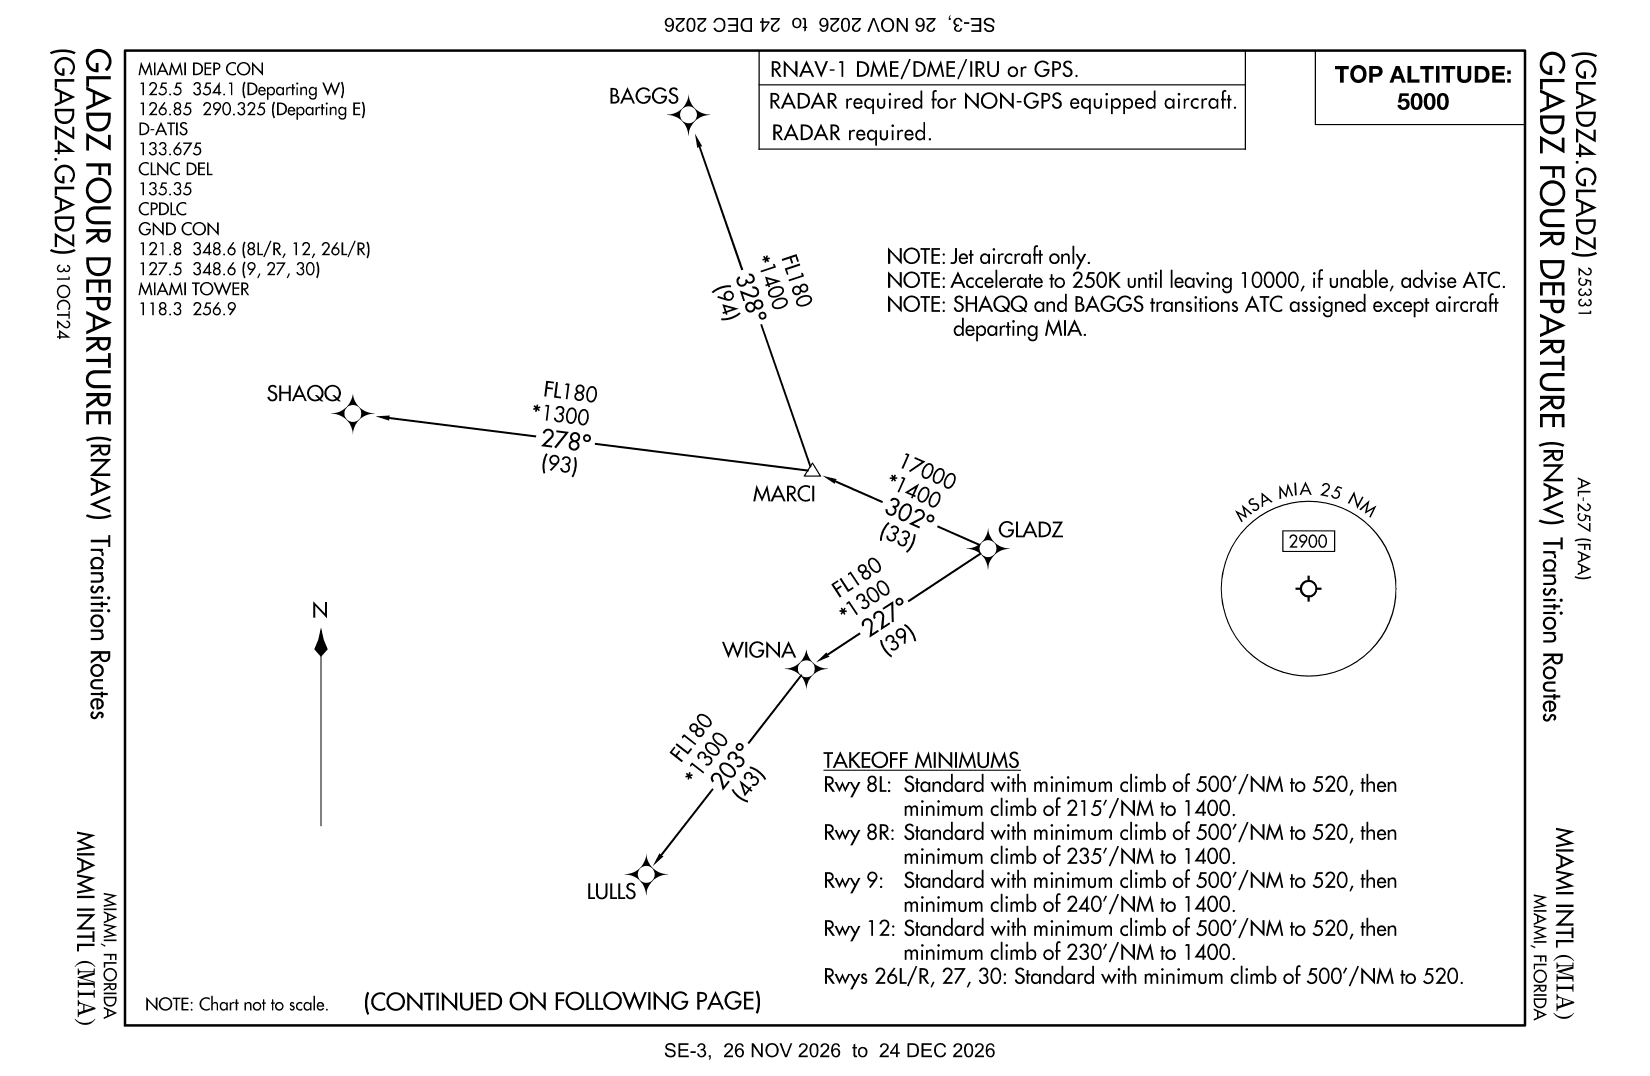 SE-3, 26 NOV 2026 to 24 DEC 2026
GLADZ FOUR DEPARTURE (RNAV) Transition Routes
(GLADZ4.GLADZ) 31OCT24
MIAMI INTL (MIA)
MIAMI, FLORIDA
MIAMI DEP CON
125.5 354.1 (Departing W)
126.85 290.325 (Departing E)
D-ATIS
133.675
CLNC DEL
135.35
CPDLC
GND CON
121.8 348.6 (8L/R, 12, 26L/R)
127.5 348.6 (9, 27, 30)
MIAMI TOWER
118.3 256.9
RNAV-1 DME/DME/IRU or GPS.
RADAR required for NON-GPS equipped aircraft.
RADAR required.
TOP ALTITUDE:
5000
NOTE: Jet aircraft only.
NOTE: Accelerate to 250K until leaving 10000, if unable, advise ATC.
NOTE: SHAQQ and BAGGS transitions ATC assigned except aircraft
departing MIA.
BAGGS
FL180
*1400
328°
(94)
SHAQQ
FL180
*1300
278°
(93)
MARCI
17000
*1400
302°
(33)
GLADZ
FL180
*1300
227°
(39)
WIGNA
FL180
*1300
203°
(43)
LULLS
N
MSA MIA 25 NM
2900
TAKEOFF MINIMUMS
Rwy 8L: Standard with minimum climb of 500'/NM to 520, then
minimum climb of 215'/NM to 1400.
Rwy 8R: Standard with minimum climb of 500'/NM to 520, then
minimum climb of 235'/NM to 1400.
Rwy 9: Standard with minimum climb of 500'/NM to 520, then
minimum climb of 240'/NM to 1400.
Rwy 12: Standard with minimum climb of 500'/NM to 520, then
minimum climb of 230'/NM to 1400.
Rwys 26L/R, 27, 30: Standard with minimum climb of 500'/NM to 520.
NOTE: Chart not to scale.
(CONTINUED ON FOLLOWING PAGE)
(GLADZ4.GLADZ) 25331
GLADZ FOUR DEPARTURE (RNAV) Transition Routes
AL-257 (FAA)
MIAMI INTL (MIA)
MIAMI, FLORIDA
SE-3, 26 NOV 2026 to 24 DEC 2026